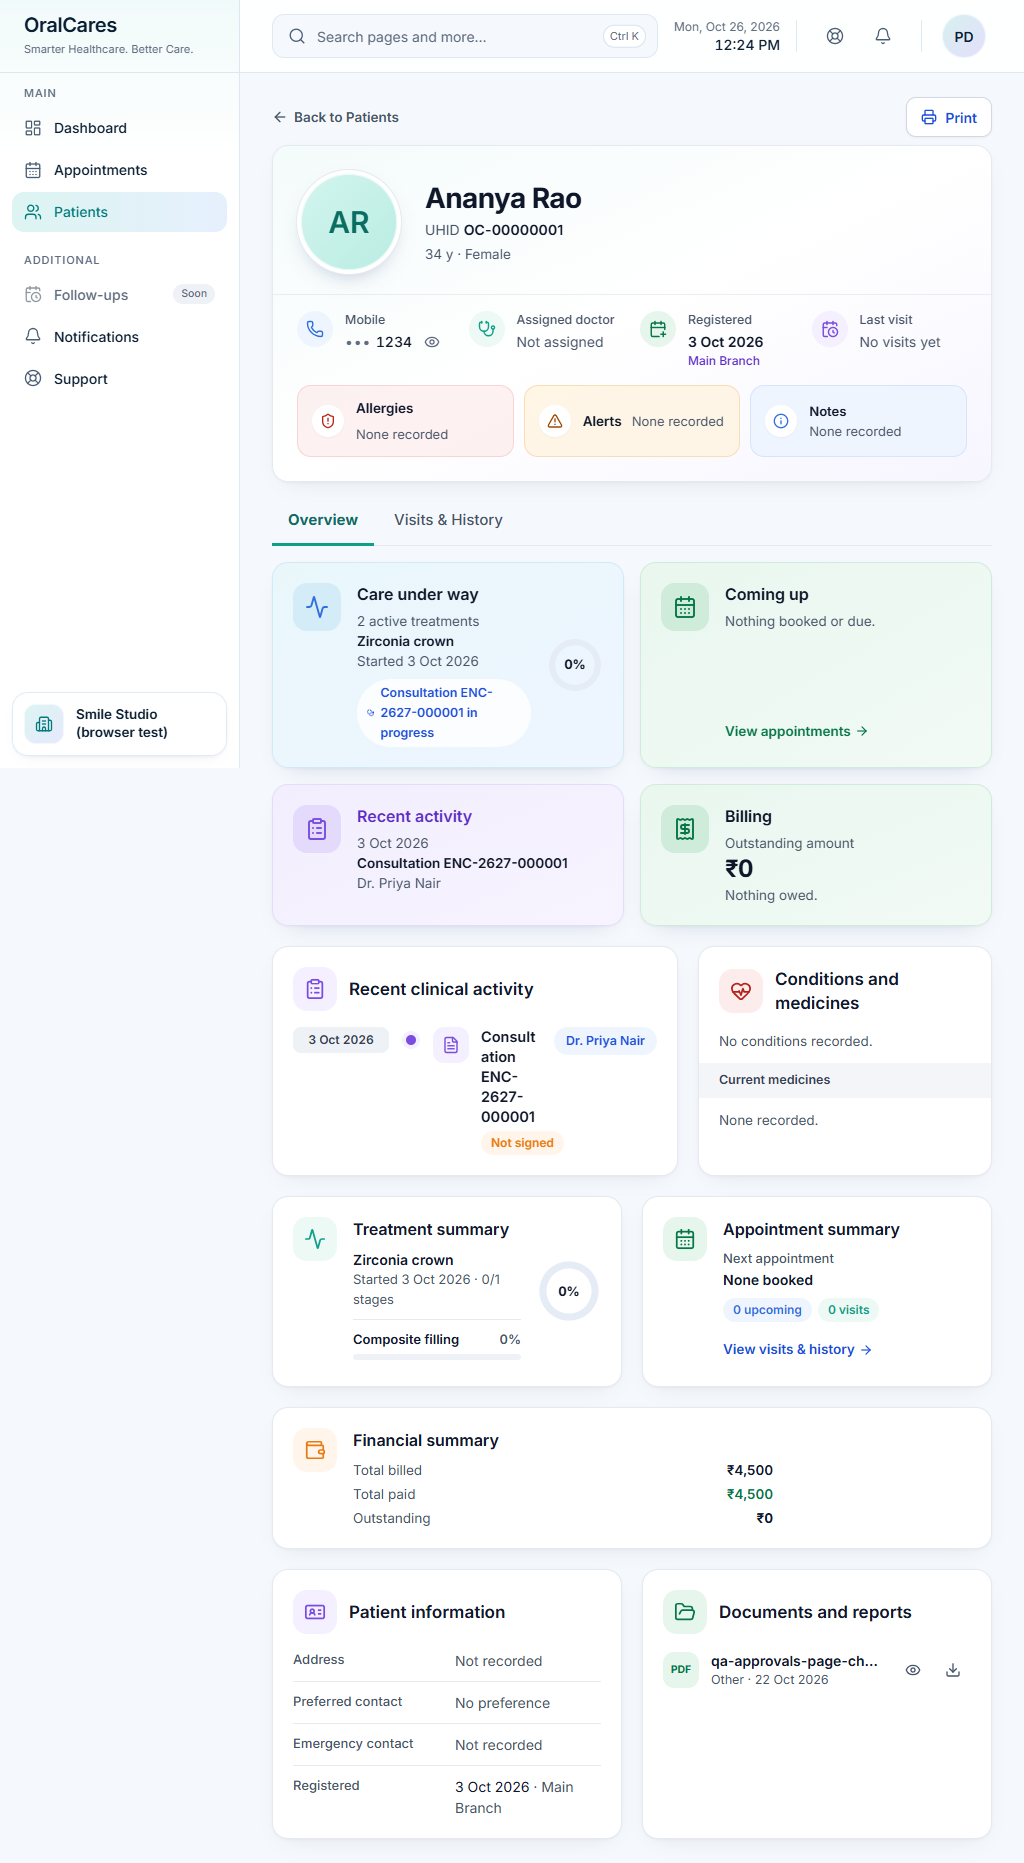 OralCares
Smarter Healthcare. Better Care.
Search pages and more...
Ctrl K
Mon, Oct 26, 2026
12:24 PM
PD
MAIN
Dashboard
Appointments
Patients
ADDITIONAL
Follow-ups
Soon
Notifications
Support
Smile Studio
(browser test)
Back to Patients
Print
AR
Ananya Rao
UHID OC-00000001
34 y · Female
Mobile
••• 1234
Assigned doctor
Not assigned
Registered
3 Oct 2026
Main Branch
Last visit
No visits yet
Allergies
None recorded
Alerts None recorded
Notes
None recorded
Overview
Visits & History
Care under way
2 active treatments
Zirconia crown
Started 3 Oct 2026
Consultation ENC-
2627-000001 in
progress
0%
Coming up
Nothing booked or due.
View appointments →
Recent activity
3 Oct 2026
Consultation ENC-2627-000001
Dr. Priya Nair
Billing
Outstanding amount
₹0
Nothing owed.
Recent clinical activity
3 Oct 2026
Consult
ation
ENC-
2627-
000001
Not signed
Dr. Priya Nair
Conditions and
medicines
No conditions recorded.
Current medicines
None recorded.
Treatment summary
Zirconia crown
Started 3 Oct 2026 · 0/1
stages
Composite filling 0%
0%
Appointment summary
Next appointment
None booked
0 upcoming
0 visits
View visits & history →
Financial summary
Total billed ₹4,500
Total paid ₹4,500
Outstanding ₹0
Patient information
Address Not recorded
Preferred contact No preference
Emergency contact Not recorded
Registered 3 Oct 2026 · Main
Branch
Documents and reports
PDF
qa-approvals-page-ch...
Other · 22 Oct 2026